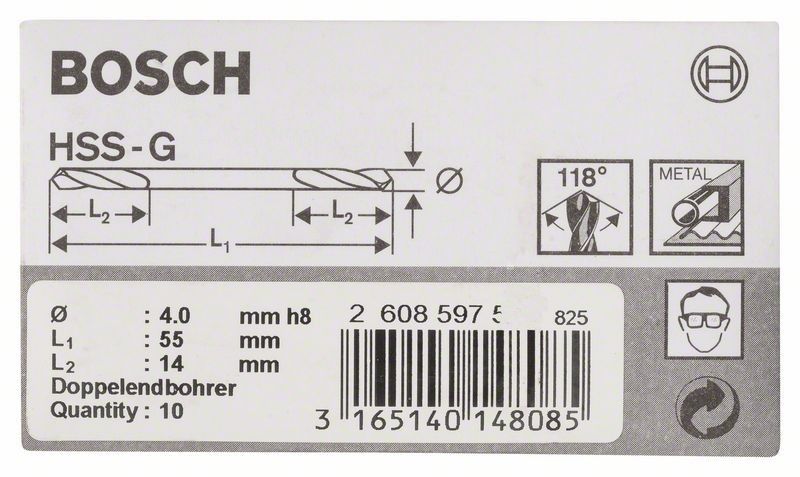 BOSCH
HSS-G
Ø
L2
L2
L1
118°
METAL
Ø : 4.0 mm h8
L1 : 55 mm
L2 : 14 mm
Doppelendbohrer
Quantity : 10
2 608 597
825
3 165140 148085